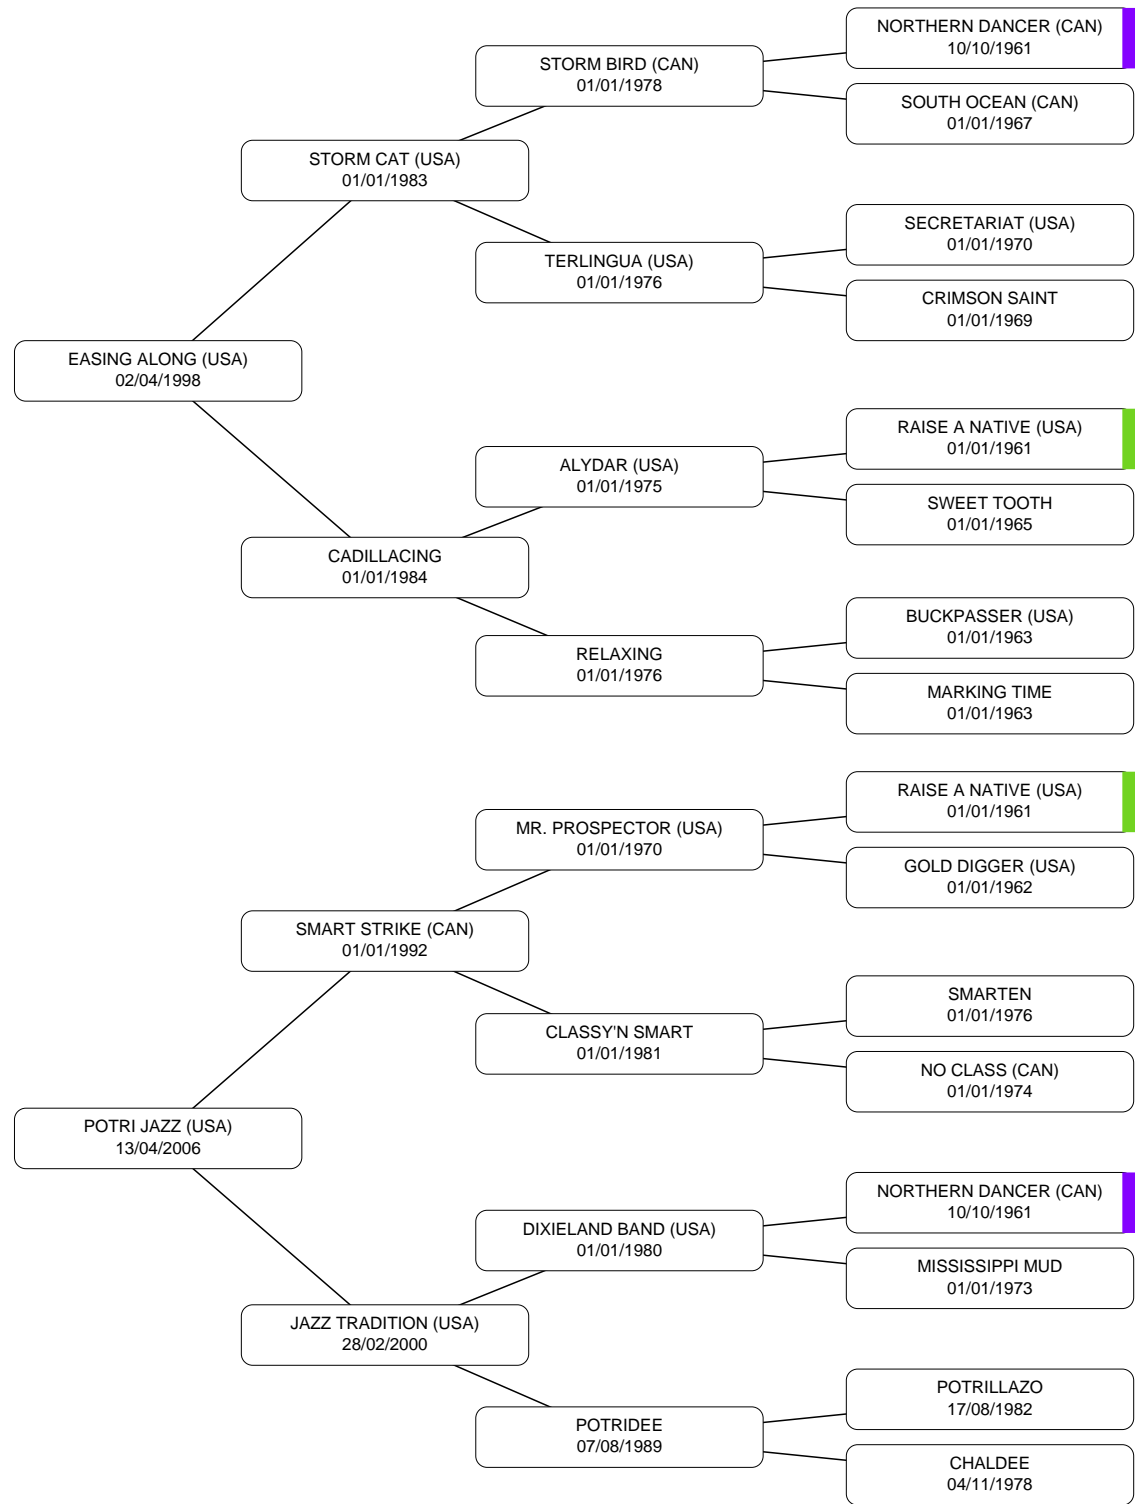 NORTHERN DANCER (CAN)
10/10/1961
STORM BIRD (CAN)
01/01/1978
SOUTH OCEAN (CAN)
01/01/1967
STORM CAT (USA)
01/01/1983
SECRETARIAT (USA)
01/01/1970
TERLINGUA (USA)
01/01/1976
CRIMSON SAINT
01/01/1969
EASING ALONG (USA)
02/04/1998
RAISE A NATIVE (USA)
01/01/1961
ALYDAR (USA)
01/01/1975
SWEET TOOTH
01/01/1965
CADILLACING
01/01/1984
BUCKPASSER (USA)
01/01/1963
RELAXING
01/01/1976
MARKING TIME
01/01/1963
RAISE A NATIVE (USA)
01/01/1961
MR. PROSPECTOR (USA)
01/01/1970
GOLD DIGGER (USA)
01/01/1962
SMART STRIKE (CAN)
01/01/1992
SMARTEN
01/01/1976
CLASSY'N SMART
01/01/1981
NO CLASS (CAN)
01/01/1974
POTRI JAZZ (USA)
13/04/2006
NORTHERN DANCER (CAN)
10/10/1961
DIXIELAND BAND (USA)
01/01/1980
MISSISSIPPI MUD
01/01/1973
JAZZ TRADITION (USA)
28/02/2000
POTRILLAZO
17/08/1982
POTRIDEE
07/08/1989
CHALDEE
04/11/1978